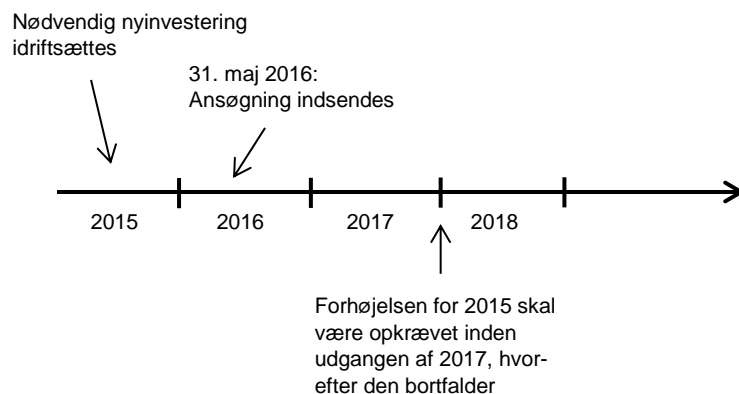 Nødvendig nyinvestering
idriftsættes
31. maj 2016:
Ansøgning indsendes
2015
2016
2017
2018
Forhøjelsen for 2015 skal
være opkrævet inden
udgangen af 2017, hvor-
efter den bortfalder